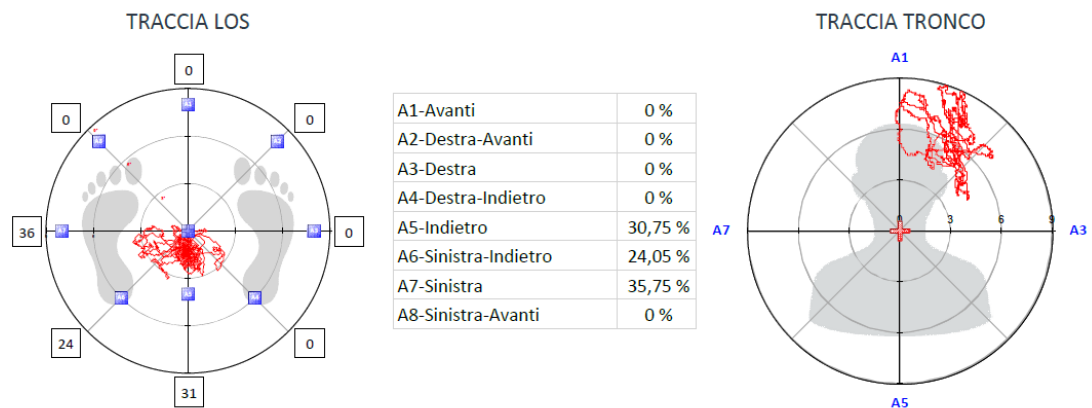 TRACCIA LOS
0
0
0
36
0
24
0
31
A1-Avanti 0 %
A2-Destra-Avanti 0 %
A3-Destra 0 %
A4-Destra-Indietro 0 %
A5-Indietro 30,75 %
A6-Sinistra-Indietro 24,05 %
A7-Sinistra 35,75 %
A8-Sinistra-Avanti 0 %
TRACCIA TRONCO
A1
A7
0 3 6 9
A3
A5